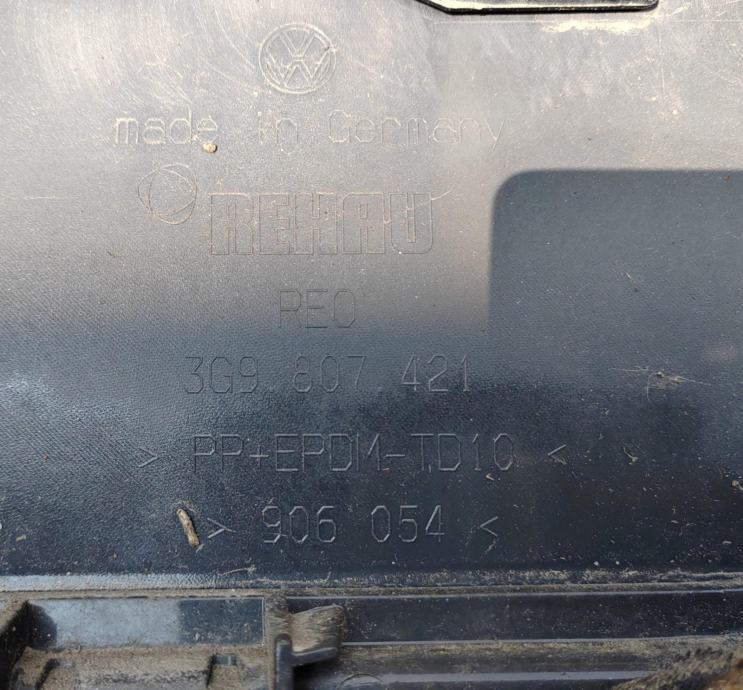 made in Germany
REHAU
REO
3G9 807 421
> PP+EPDM-TD10 <
> 906 054 <